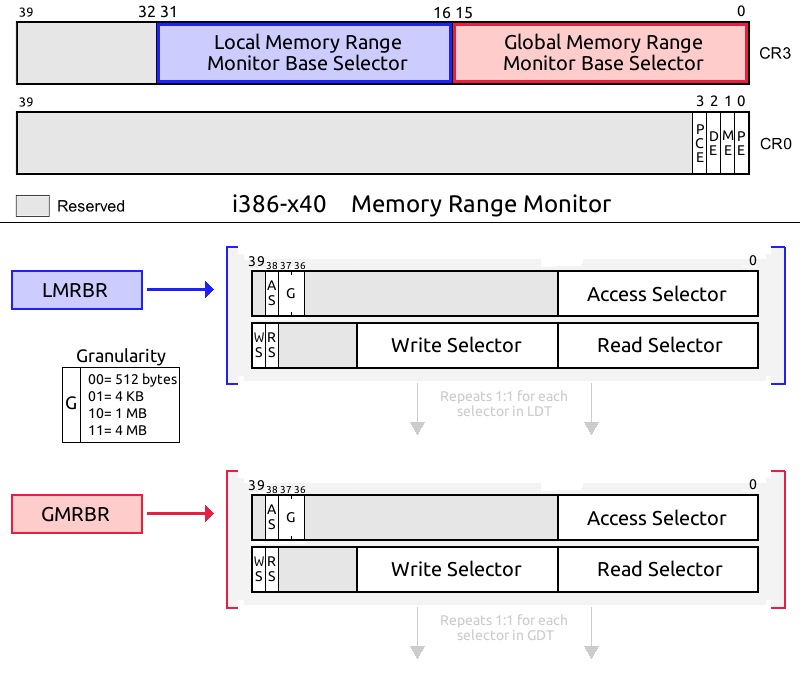 39 32 31 16 15 0
Local Memory Range
Monitor Base Selector
Global Memory Range
Monitor Base Selector
CR3
39 3 2 1 0
PCE DE ME PE
CR0
Reserved
i386-x40 Memory Range Monitor
LMRBR
39 38 37 36 0
AS G Access Selector
WS RS Write Selector Read Selector
Granularity
G
00= 512 bytes
01= 4 KB
10= 1 MB
11= 4 MB
Repeats 1:1 for each
selector in LDT
GMRBR
39 38 37 36 0
AS G Access Selector
WS RS Write Selector Read Selector
Repeats 1:1 for each
selector in GDT